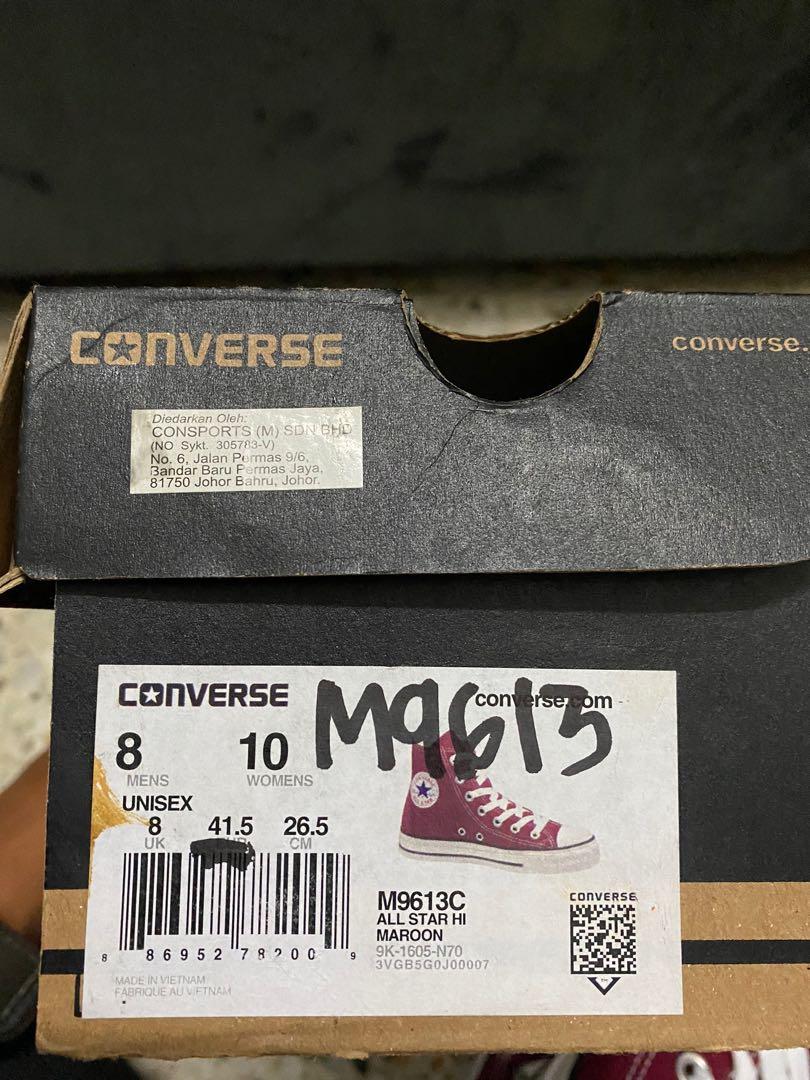 CONVERSE
converse.
Diedarkan Oleh:
CONSPORTS (M) SDN BHD
(NO Sykt. 305783-V)
No. 6, Jalan Permas 9/6,
Bandar Baru Permas Jaya,
81750 Johor Bahru, Johor.
CONVERSE
converse.com
M9613
8 10
MENS WOMENS
UNISEX
8 41.5 26.5
UK EUR CM
M9613C
ALL STAR HI
MAROON
9K-1605-N70
3VGB5G0J00007
CONVERSE
8 86952 78200 9
MADE IN VIETNAM
FABRIQUE AU VIETNAM